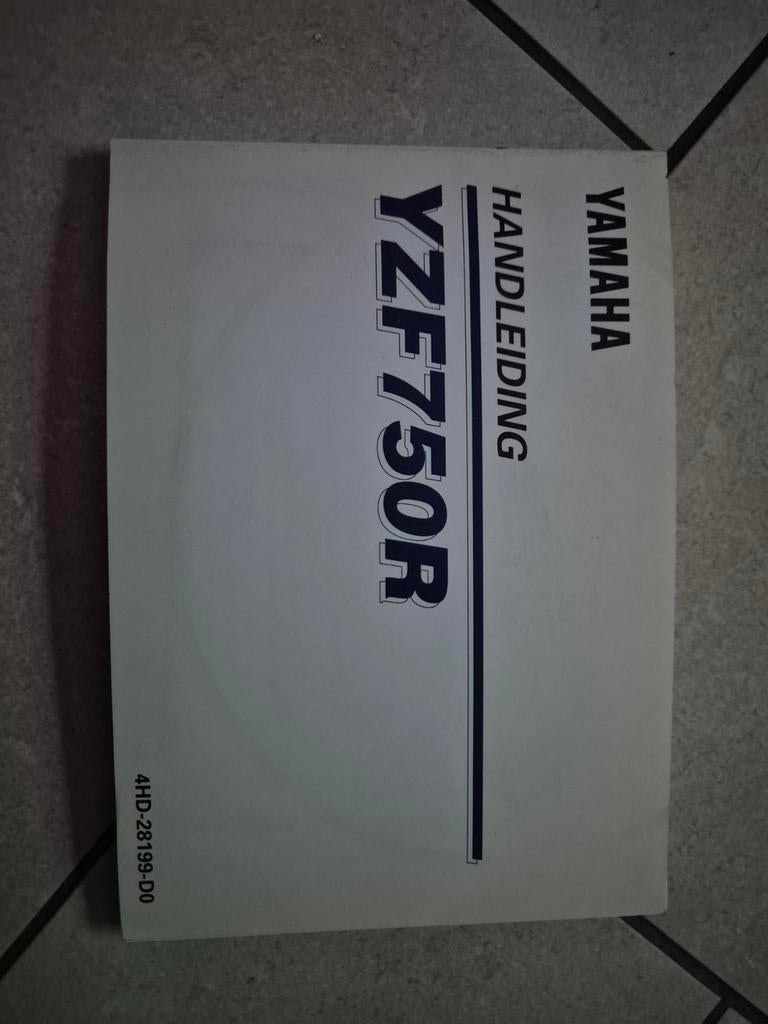 YAMAHA
HANDLEIDING
YZF750R
4HD-28199-D0